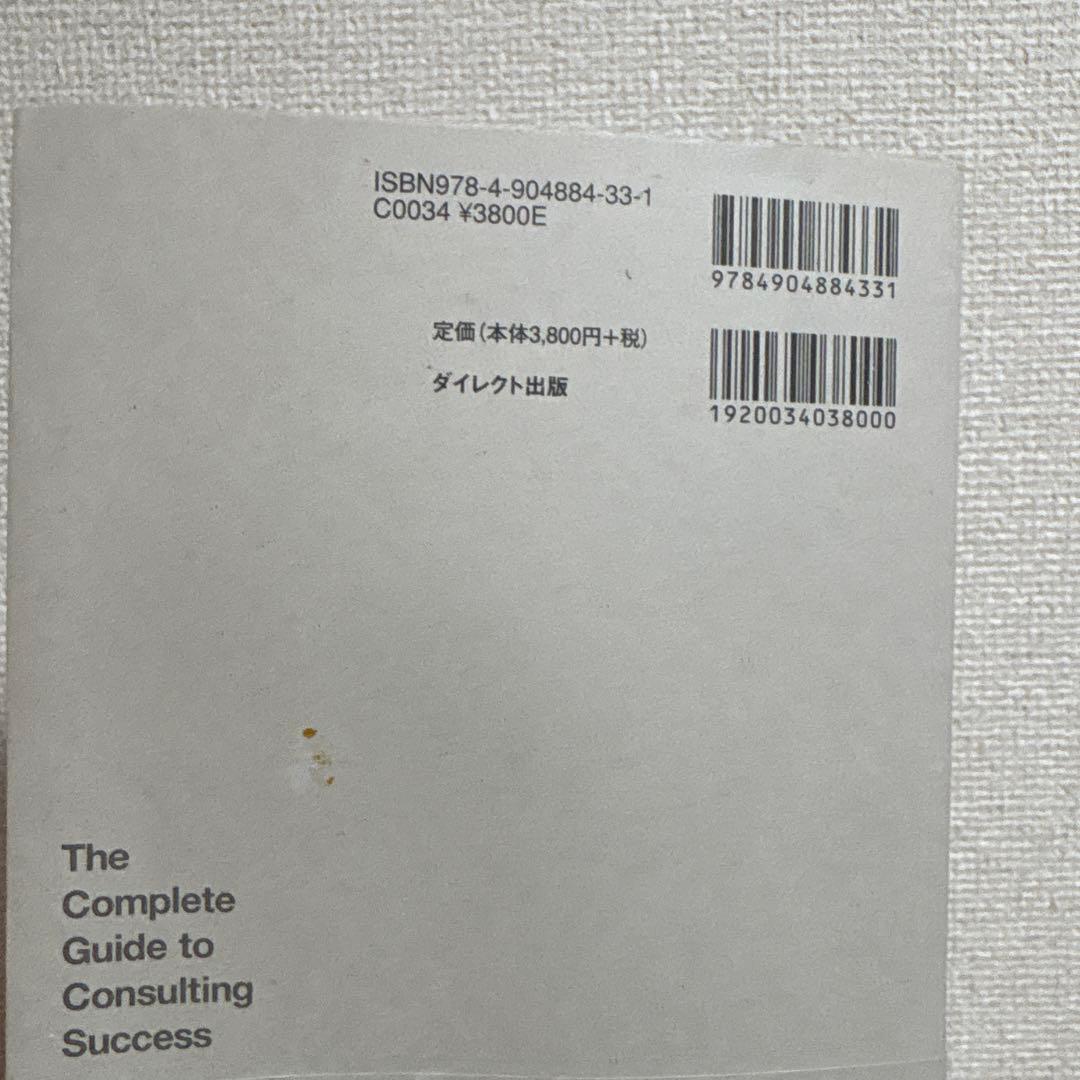 ISBN978-4-904884-33-1
C0034 ¥3800E
9784904884331
定価(本体3,800円+税)
ダイレクト出版
1920034038000
The
Complete
Guide to
Consulting
Success